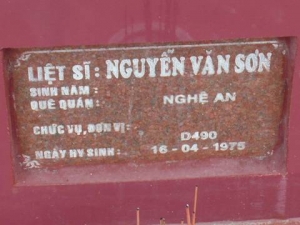 LIỆT SĨ : NGUYỄN VĂN SƠN
SINH NĂM :
QUÊ QUÁN : NGHỆ AN
CHỨC VỤ, ĐƠN VỊ : D490
NGÀY HY SINH : 16 - 04 - 1975